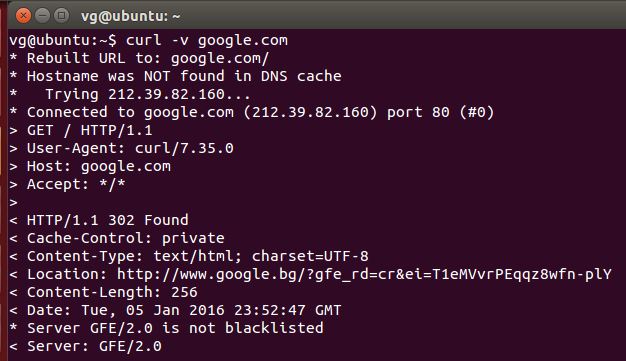 vg@ubuntu: ~
vg@ubuntu:~$ curl -v google.com
* Rebuilt URL to: google.com/
* Hostname was NOT found in DNS cache
*   Trying 212.39.82.160...
* Connected to google.com (212.39.82.160) port 80 (#0)
> GET / HTTP/1.1
> User-Agent: curl/7.35.0
> Host: google.com
> Accept: */*
>
< HTTP/1.1 302 Found
< Cache-Control: private
< Content-Type: text/html; charset=UTF-8
< Location: http://www.google.bg/?gfe_rd=cr&ei=T1eMVvrPEqqz8wfn-plY
< Content-Length: 256
< Date: Tue, 05 Jan 2016 23:52:47 GMT
* Server GFE/2.0 is not blacklisted
< Server: GFE/2.0